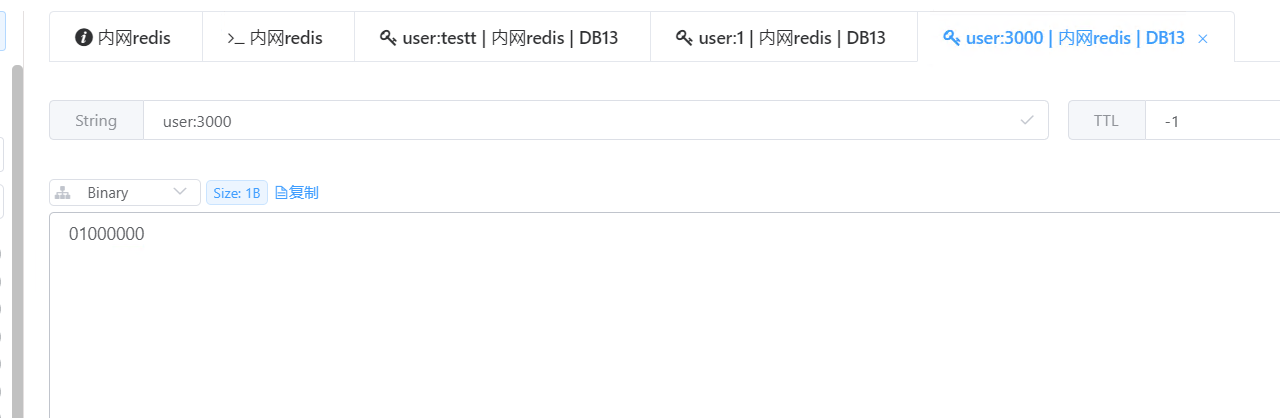 内网redis >_ 内网redis user:testt | 内网redis | DB13 user:1 | 内网redis | DB13 user:3000 | 内网redis | DB13 ×
String user:3000 TTL -1
Binary Size: 1B 复制
01000000